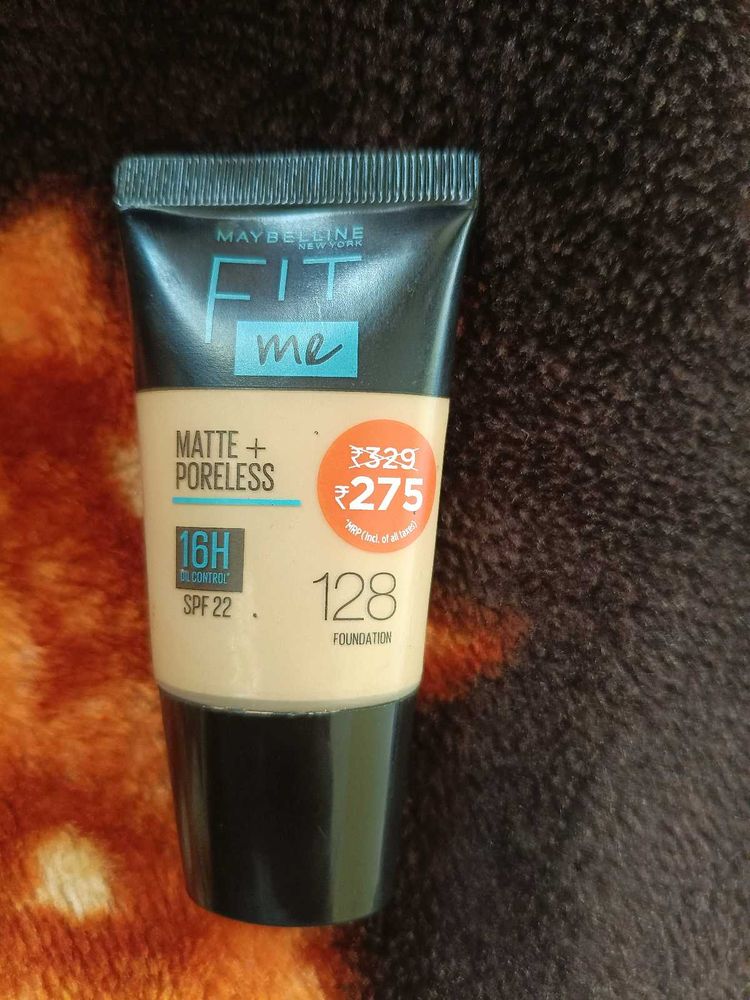 MAYBELLINE
NEW YORK
FIT
me
MATTE +
PORELESS
₹329
₹275
*MRP (incl. of all taxes)
16H
OIL CONTROL*
SPF 22
128
FOUNDATION